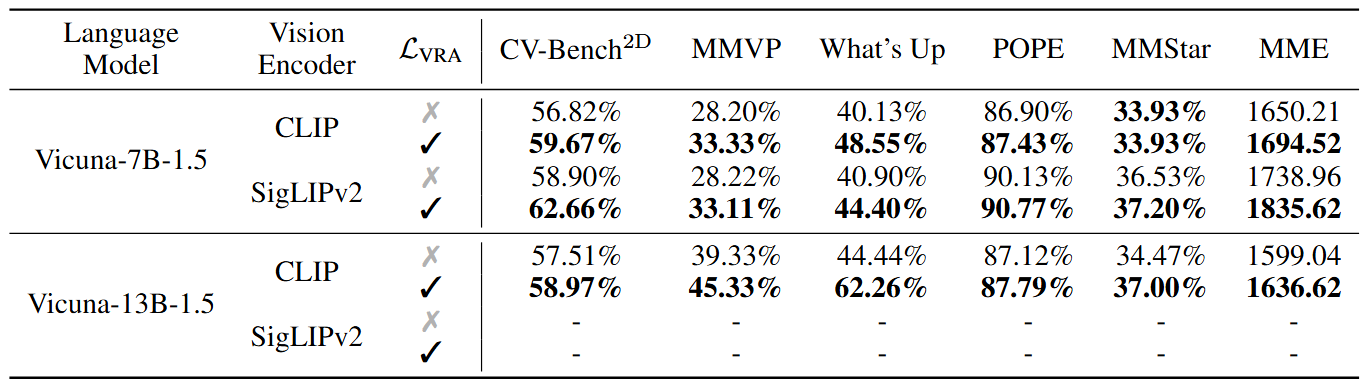 Language Model Vision Encoder ℒVRA CV-Bench2D MMVP What's Up POPE MMStar MME
Vicuna-7B-1.5 CLIP ✗ 56.82% 28.20% 40.13% 86.90% 33.93% 1650.21
✓ 59.67% 33.33% 48.55% 87.43% 33.93% 1694.52
SigLIPv2 ✗ 58.90% 28.22% 40.90% 90.13% 36.53% 1738.96
✓ 62.66% 33.11% 44.40% 90.77% 37.20% 1835.62
Vicuna-13B-1.5 CLIP ✗ 57.51% 39.33% 44.44% 87.12% 34.47% 1599.04
✓ 58.97% 45.33% 62.26% 87.79% 37.00% 1636.62
SigLIPv2 ✗ - - - - - -
✓ - - - - - -